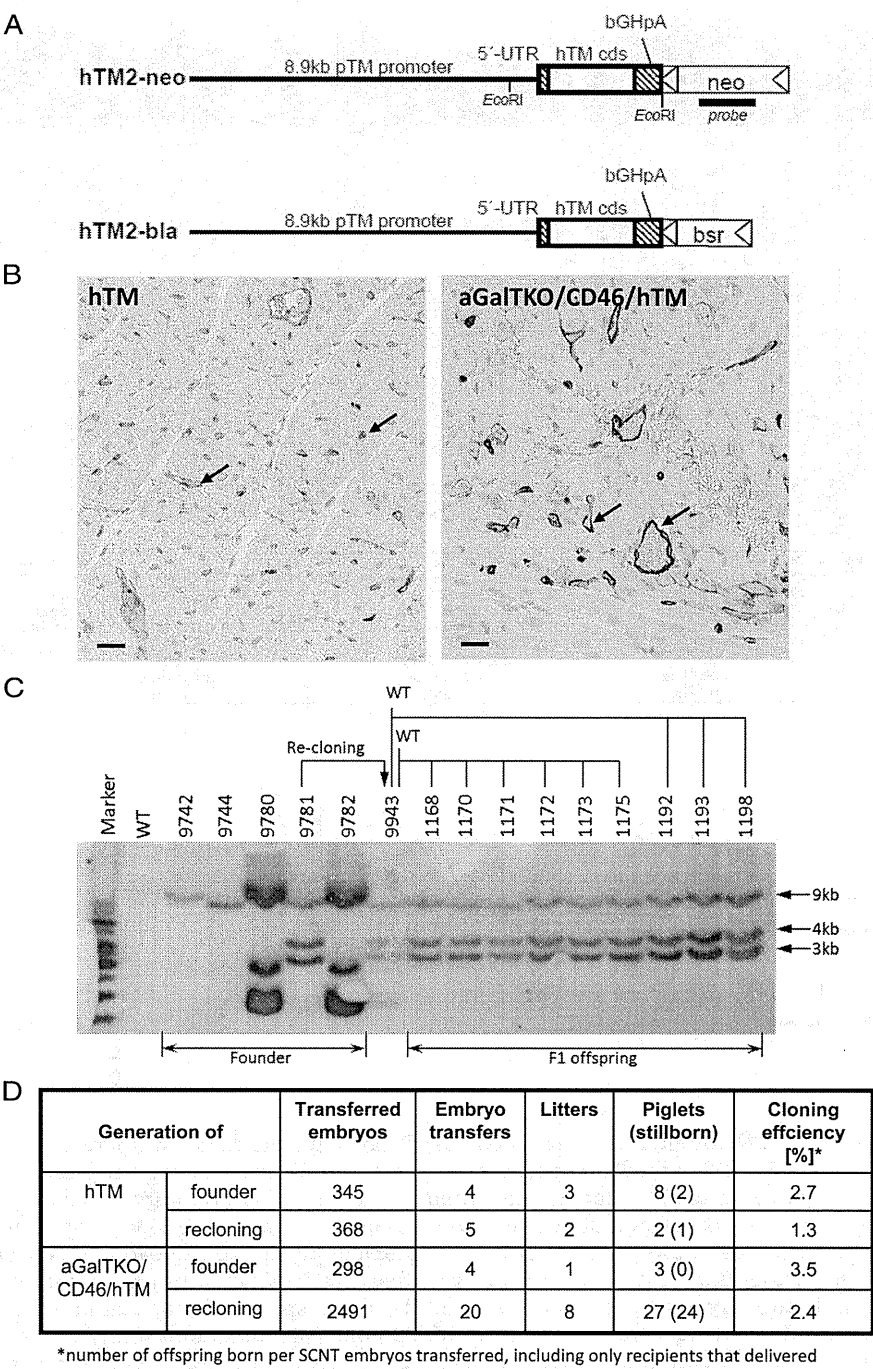 A
bGHpA
5´-UTR hTM cds
hTM2-neo 8.9kb pTM promoter neo
EcoRI EcoRI probe
bGHpA
5´-UTR hTM cds
hTM2-bla 8.9kb pTM promoter bsr
B
hTM aGalTKO/CD46/hTM
C
WT
WT
Re-cloning
Marker WT 9742 9744 9780 9781 9782 9943 1168 1170 1171 1172 1173 1175 1192 1193 1198
9kb
4kb
3kb
Founder F1 offspring
D
Generation of Transferred embryos Embryo transfers Litters Piglets (stillborn) Cloning effciency [%]*
hTM founder 345 4 3 8 (2) 2.7
recloning 368 5 2 2 (1) 1.3
aGalTKO/ CD46/hTM founder 298 4 1 3 (0) 3.5
recloning 2491 20 8 27 (24) 2.4
*number of offspring born per SCNT embryos transferred, including only recipients that delivered